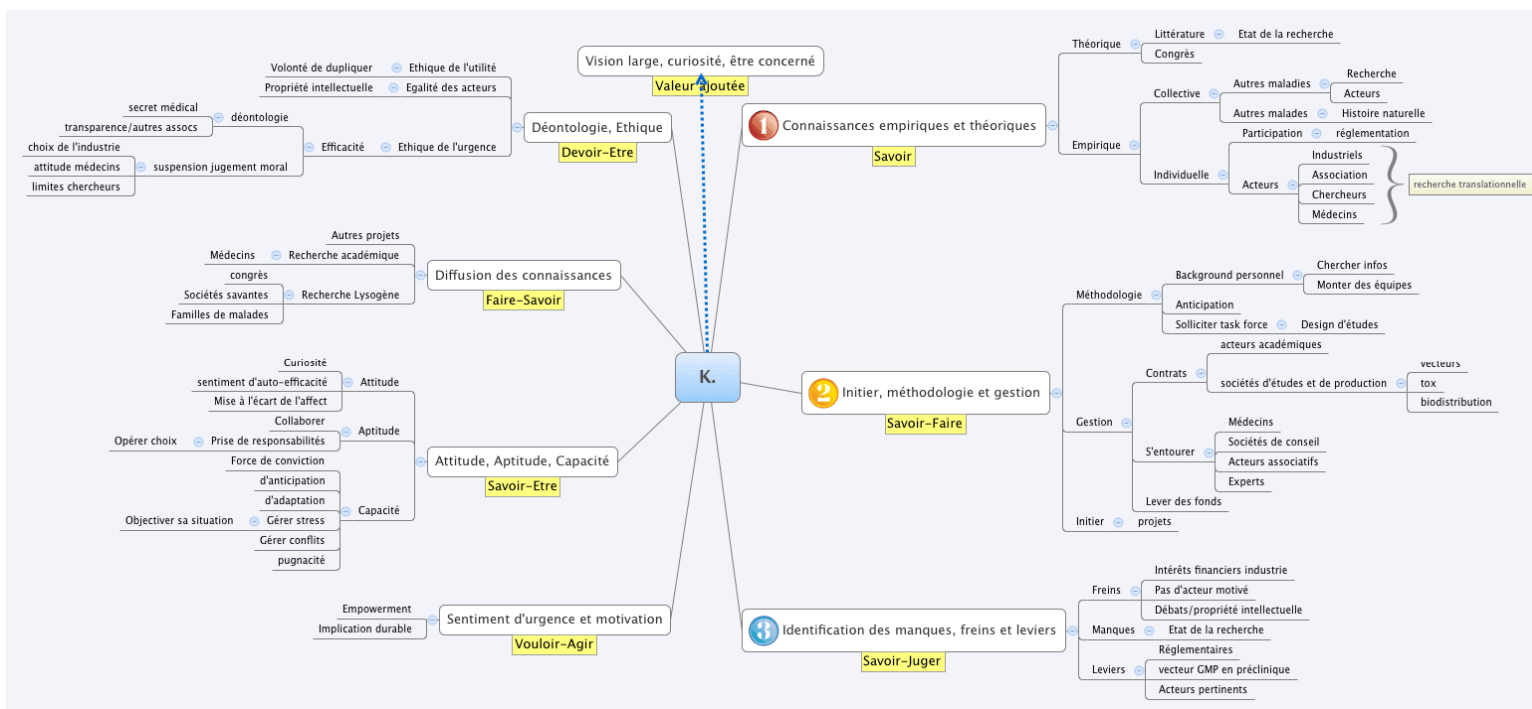 Vision large, curiosité, être concerné
Valeur ajoutée
K.
1
Connaissances empiriques et théoriques
Savoir
Théorique
Littérature
Etat de la recherche
Congrès
Empirique
Collective
Autres maladies
Recherche
Acteurs
Autres malades
Histoire naturelle
Individuelle
Participation
réglementation
Acteurs
Industriels
Association
Chercheurs
Médecins
recherche translationnelle
2
Initier, méthodologie et gestion
Savoir-Faire
Méthodologie
Background personnel
Chercher infos
Monter des équipes
Anticipation
Solliciter task force
Design d'études
Gestion
Contrats
acteurs académiques
sociétés d'études et de production
vecteurs
tox
biodistribution
S'entourer
Médecins
Sociétés de conseil
Acteurs associatifs
Experts
Lever des fonds
Initier
projets
3
Identification des manques, freins et leviers
Savoir-Juger
Freins
Intérêts financiers industrie
Pas d'acteur motivé
Débats/propriété intellectuelle
Manques
Etat de la recherche
Leviers
Réglementaires
vecteur GMP en préclinique
Acteurs pertinents
Déontologie, Ethique
Devoir-Etre
Ethique de l'utilité
Volonté de dupliquer
Egalité des acteurs
Propriété intellectuelle
Ethique de l'urgence
Efficacité
déontologie
secret médical
transparence/autres assocs
suspension jugement moral
choix de l'industrie
attitude médecins
limites chercheurs
Diffusion des connaissances
Faire-Savoir
Autres projets
Recherche académique
Médecins
Recherche Lysogène
congrès
Sociétés savantes
Familles de malades
Attitude, Aptitude, Capacité
Savoir-Etre
Attitude
Curiosité
sentiment d'auto-efficacité
Mise à l'écart de l'affect
Aptitude
Collaborer
Prise de responsabilités
Opérer choix
Capacité
Force de conviction
d'anticipation
d'adaptation
Gérer stress
Objectiver sa situation
Gérer conflits
pugnacité
Sentiment d'urgence et motivation
Vouloir-Agir
Empowerment
Implication durable